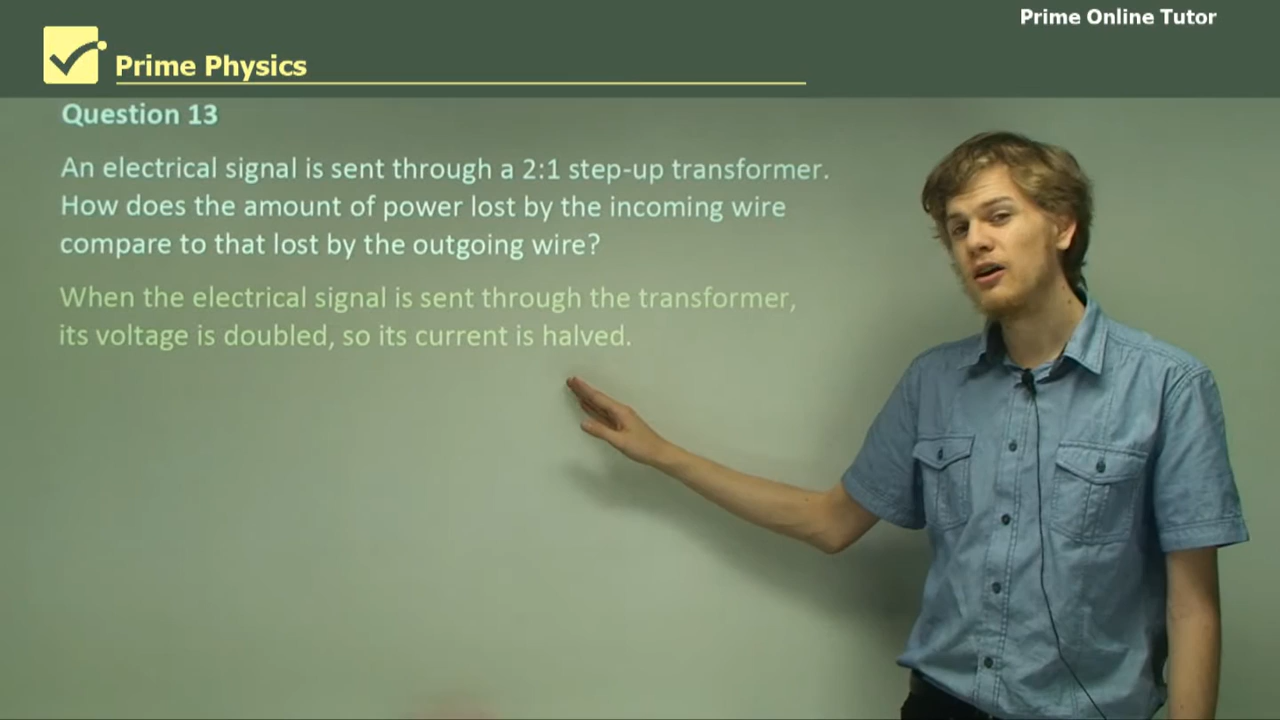 Prime Online Tutor
Prime Physics
Question 13
An electrical signal is sent through a 2:1 step-up transformer.
How does the amount of power lost by the incoming wire
compare to that lost by the outgoing wire?
When the electrical signal is sent through the transformer,
its voltage is doubled, so its current is halved.